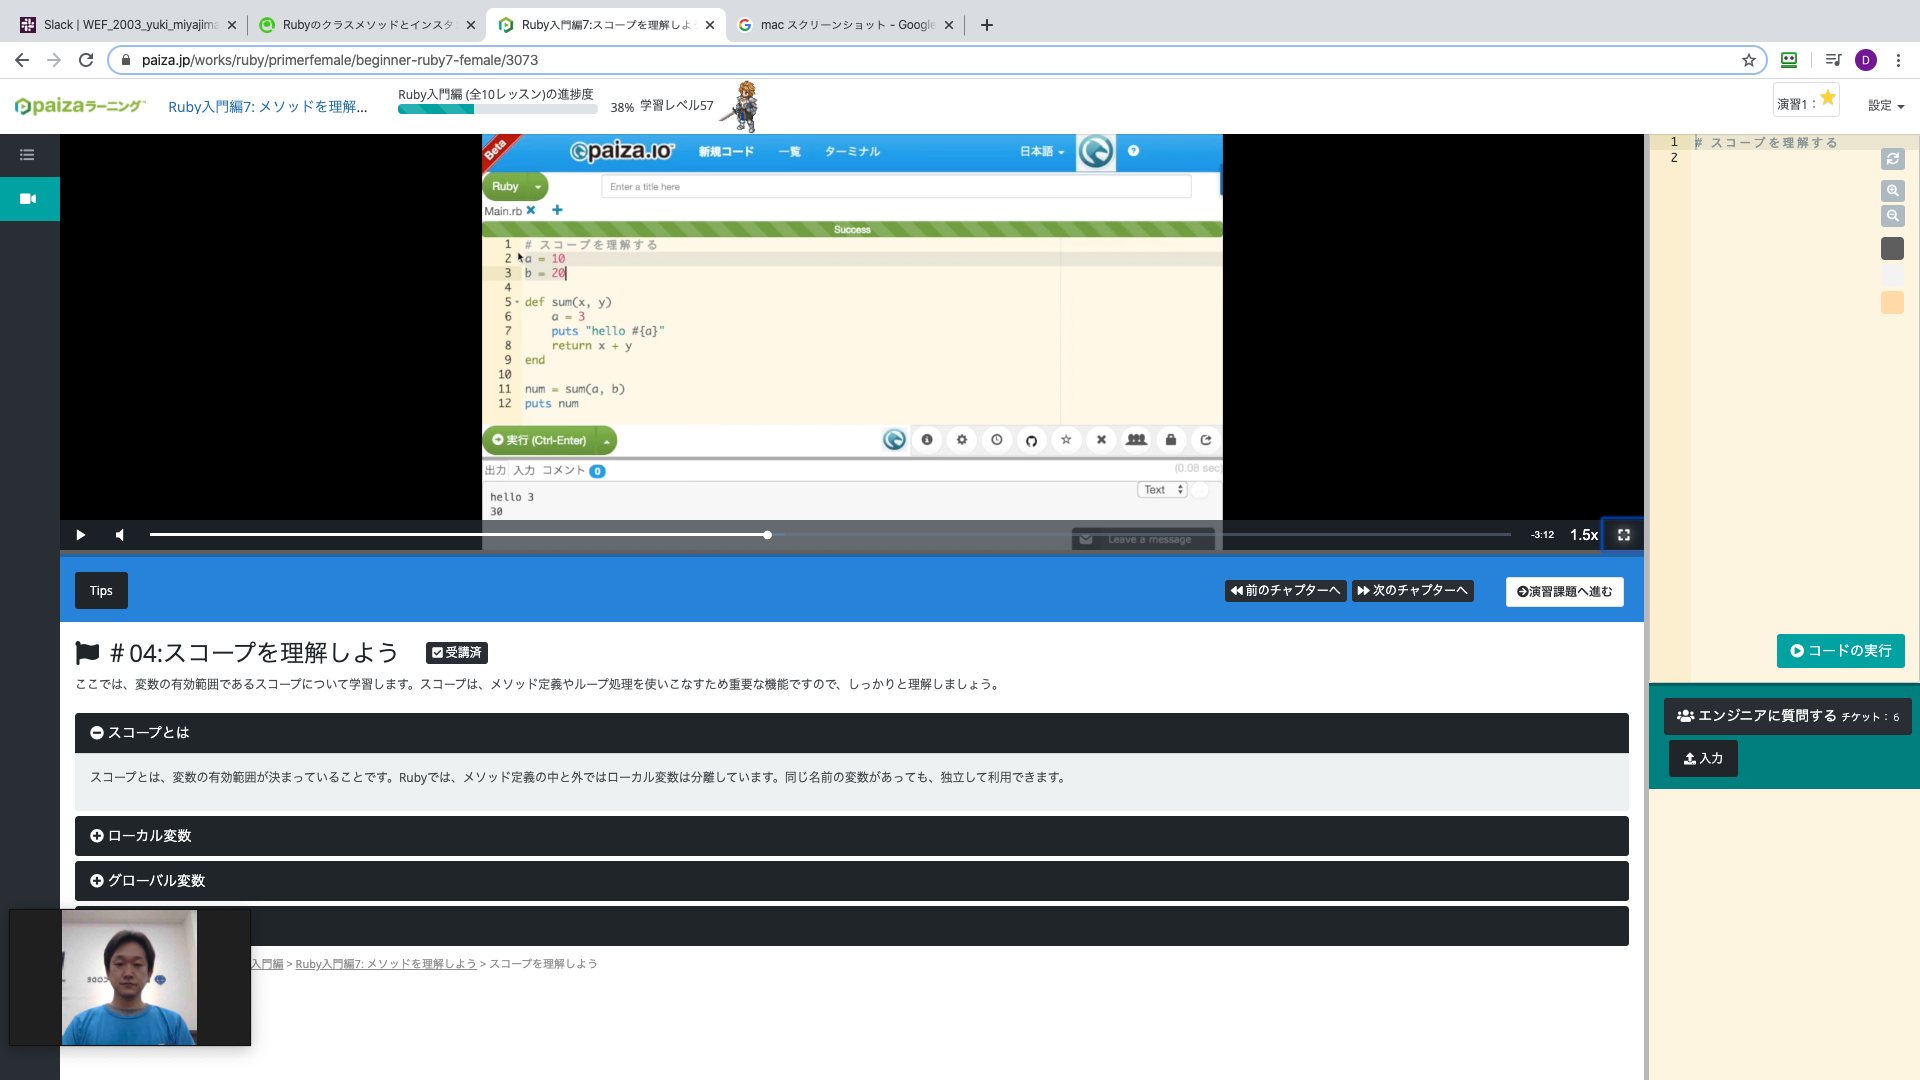 Slack | WEF_2003_yuki_miyajima
Rubyのクラスメソッドとインスタ
Ruby入門編7:スコープを理解しよ
mac スクリーンショット - Google
paiza.jp/works/ruby/primerfemale/beginner-ruby7-female/3073
D
paizaラーニング
Ruby入門編7: メソッドを理解...
Ruby入門編 (全10レッスン)の進捗度
38%
学習レベル57
演習1 :
設定
Beta
paiza.IO
新規コード
一覧
ターミナル
日本語
Ruby
Enter a title here
Main.rb
Success
1 # スコープを理解する
2 a = 10
3 b = 20
4
5 def sum(x, y)
6 a = 3
7 puts "hello #{a}"
8 return x + y
9 end
10
11 num = sum(a, b)
12 puts num
実行 (Ctrl-Enter)
出力 入力 コメント 0
(0.08 sec)
Text
hello 3
30
Leave a message
-3:12
1.5x
1 # スコープを理解する
2
Tips
前のチャプターへ
次のチャプターへ
演習課題へ進む
コードの実行
# 04:スコープを理解しよう
受講済
ここでは、変数の有効範囲であるスコープについて学習します。スコープは、メソッド定義やループ処理を使いこなすため重要な機能ですので、しっかりと理解しましょう。
エンジニアに質問する チケット : 6
入力
スコープとは
スコープとは、変数の有効範囲が決まっていることです。Rubyでは、メソッド定義の中と外ではローカル変数は分離しています。同じ名前の変数があっても、独立して利用できます。
ローカル変数
グローバル変数
入門編 > Ruby入門編7: メソッドを理解しよう > スコープを理解しよう